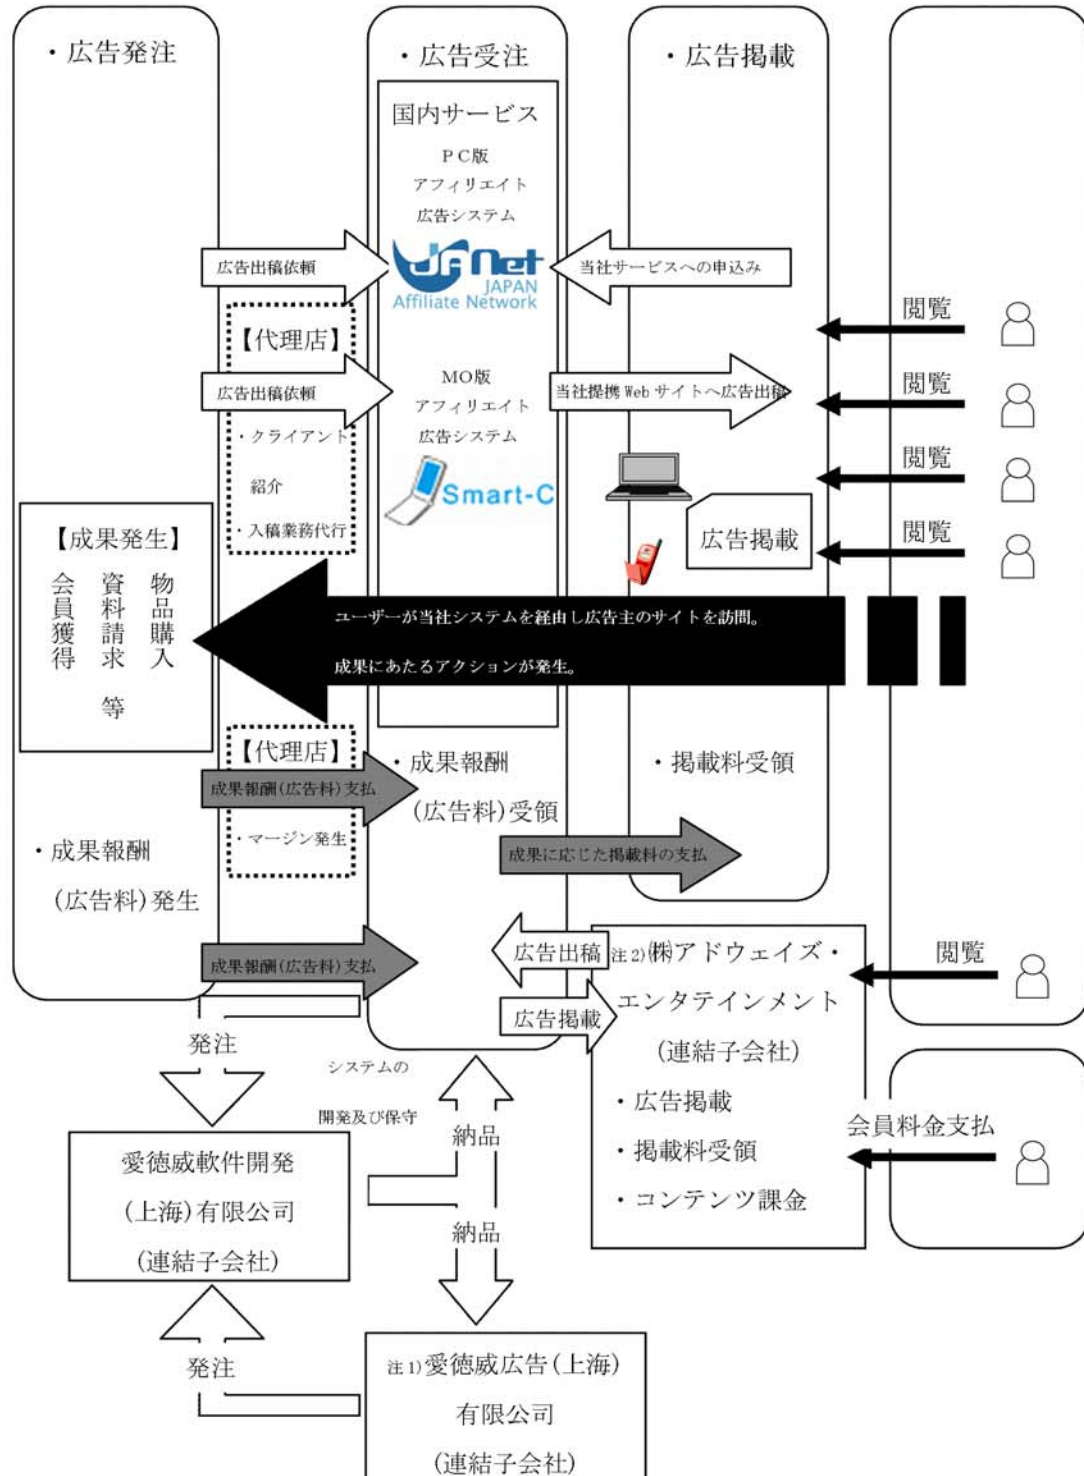 ・広告発注
・広告受注
・広告掲載
国内サービス
PC版
アフィリエイト
広告システム
JANet
JAPAN
Affiliate Network
広告出稿依頼
当社サービスへの申込み
閲覧
【代理店】
広告出稿依頼
MO版
アフィリエイト
広告システム
当社提携Webサイトへ広告出稿
閲覧
・クライアント
紹介
・入稿業務代行
Smart-C
閲覧
広告掲載
閲覧
【成果発生】
物品購入
資料請求 等
会員獲得
ユーザーが当社システムを経由し広告主のサイトを訪問。
成果にあたるアクションが発生。
【代理店】
成果報酬(広告料)支払
・マージン発生
・成果報酬
(広告料)受領
・掲載料受領
成果に応じた掲載料の支払
・成果報酬
(広告料)発生
成果報酬(広告料)支払
広告出稿
広告掲載
注2)㈱アドウェイズ・
エンタテインメント
(連結子会社)
・広告掲載
・掲載料受領
・コンテンツ課金
閲覧
会員料金支払
発注
システムの
開発及び保守
納品
愛徳威軟件開発
(上海)有限公司
(連結子会社)
納品
発注
注1)愛徳威広告(上海)
有限公司
(連結子会社)